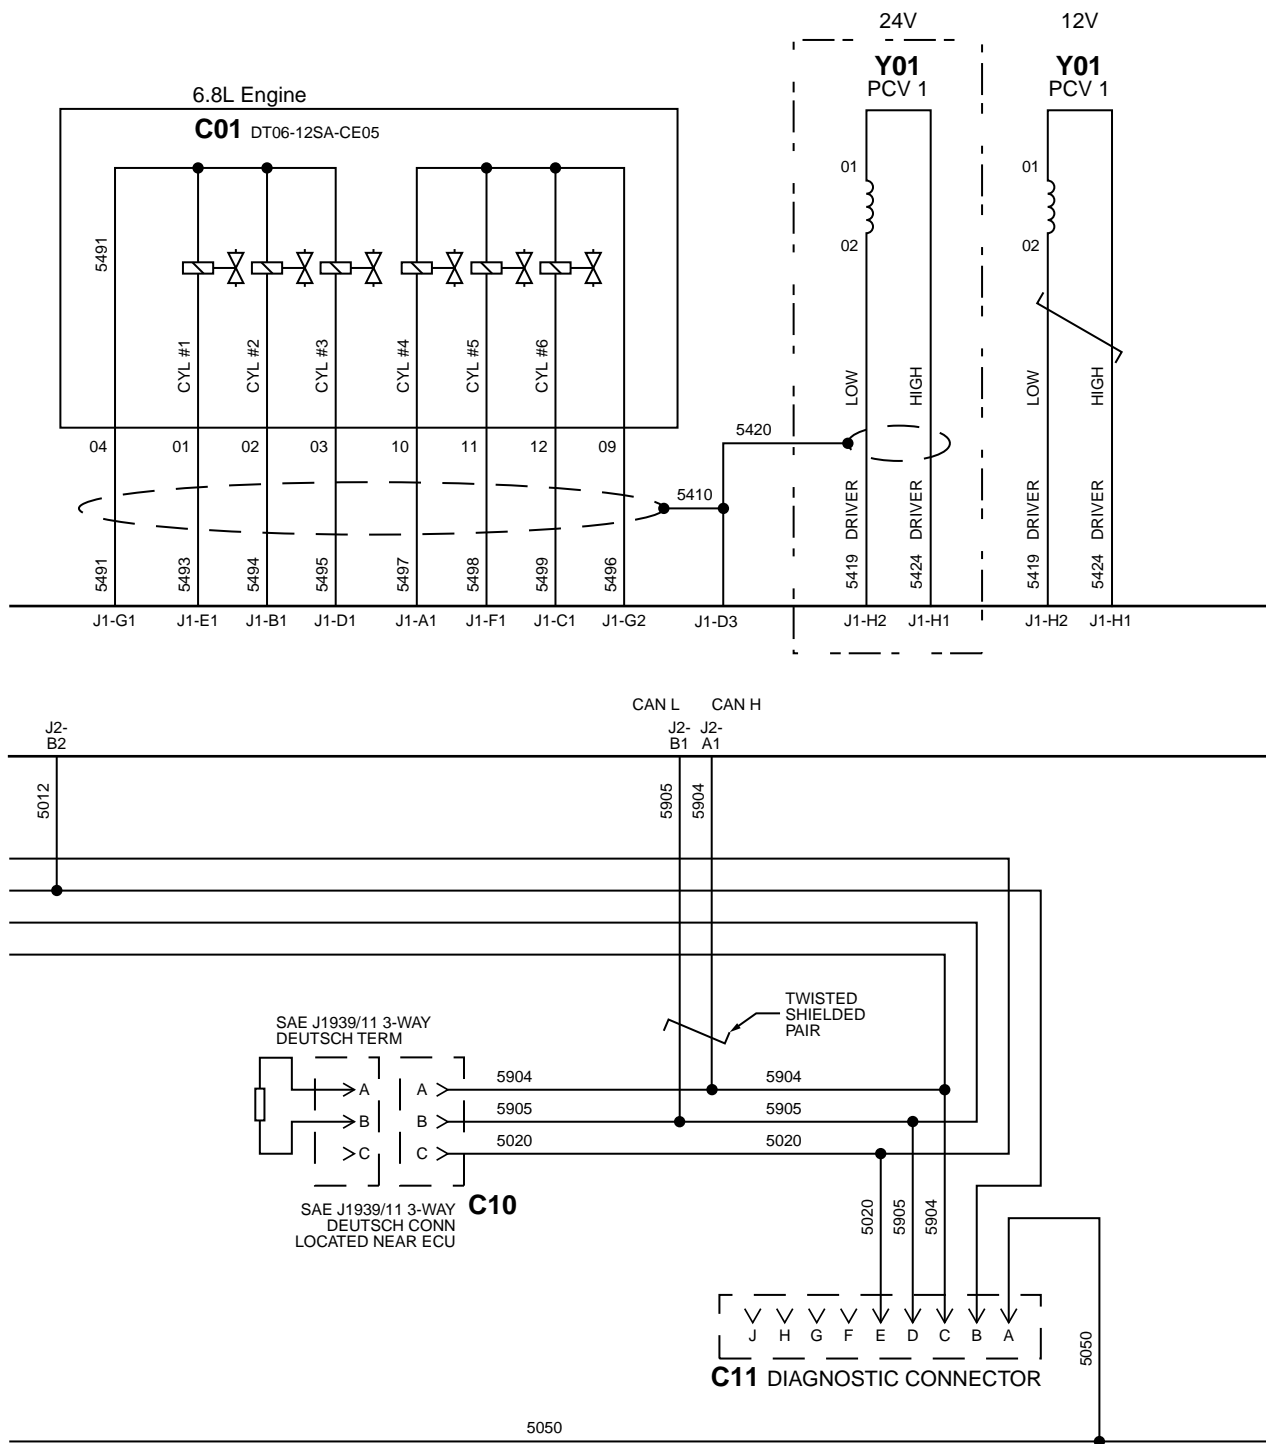 24V
12V
Y01
PCV 1
Y01
PCV 1
6.8L Engine
C01 DT06-12SA-CE05
01
02
01
02
5491
CYL #1
CYL #2
CYL #3
CYL #4
CYL #5
CYL #6
LOW
HIGH
LOW
HIGH
04
01
02
03
10
11
12
09
5420
5410
5491
5493
5494
5495
5497
5498
5499
5496
5419 DRIVER
5424 DRIVER
5419 DRIVER
5424 DRIVER
J1-G1
J1-E1
J1-B1
J1-D1
J1-A1
J1-F1
J1-C1
J1-G2
J1-D3
J1-H2
J1-H1
J1-H2
J1-H1
CAN L
CAN H
J2-
B2
J2-
B1
J2-
A1
5012
5905
5904
TWISTED
SHIELDED
PAIR
SAE J1939/11 3-WAY
DEUTSCH TERM
A
A
5904
5904
B
B
5905
5905
C
C
5020
5020
SAE J1939/11 3-WAY
DEUTSCH CONN
LOCATED NEAR ECU
C10
5020
5905
5904
J
H
G
F
E
D
C
B
A
5050
C11 DIAGNOSTIC CONNECTOR
5050